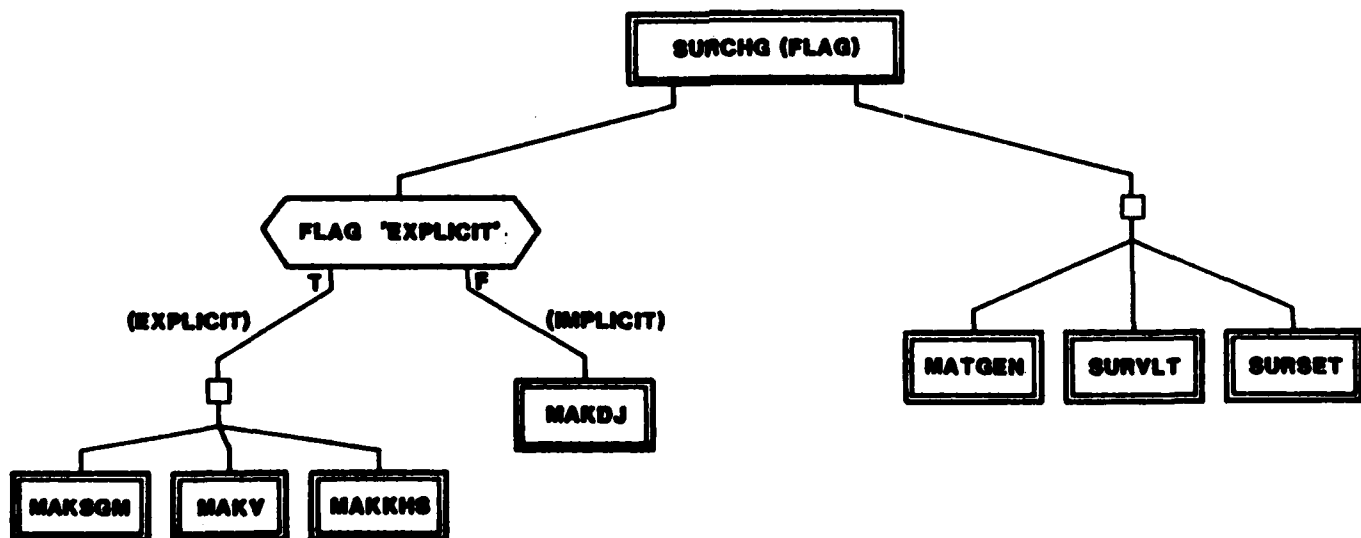 SURCHG (FLAG)
FLAG 'EXPLICIT'
T
F
(EXPLICIT)
(IMPLICIT)
MATGEN
SURVLT
SURSET
MAKDJ
MAKSGM
MAKV
MAKKHS